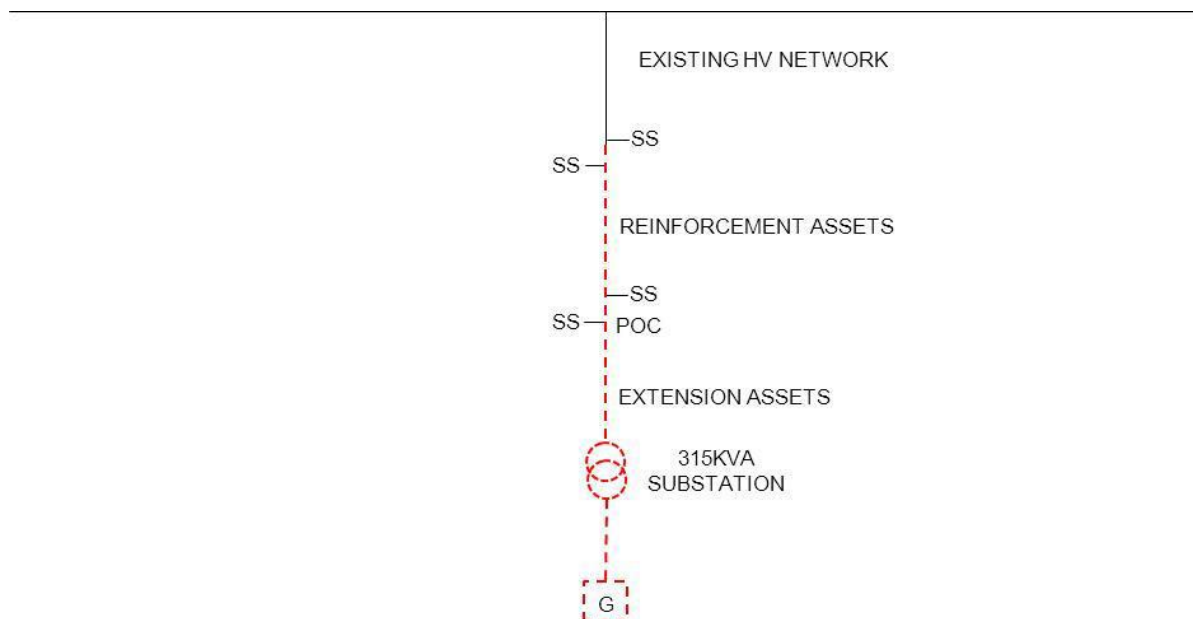 EXISTING HV NETWORK
SS
SS
REINFORCEMENT ASSETS
SS
SS
POC
EXTENSION ASSETS
315KVA
SUBSTATION
G